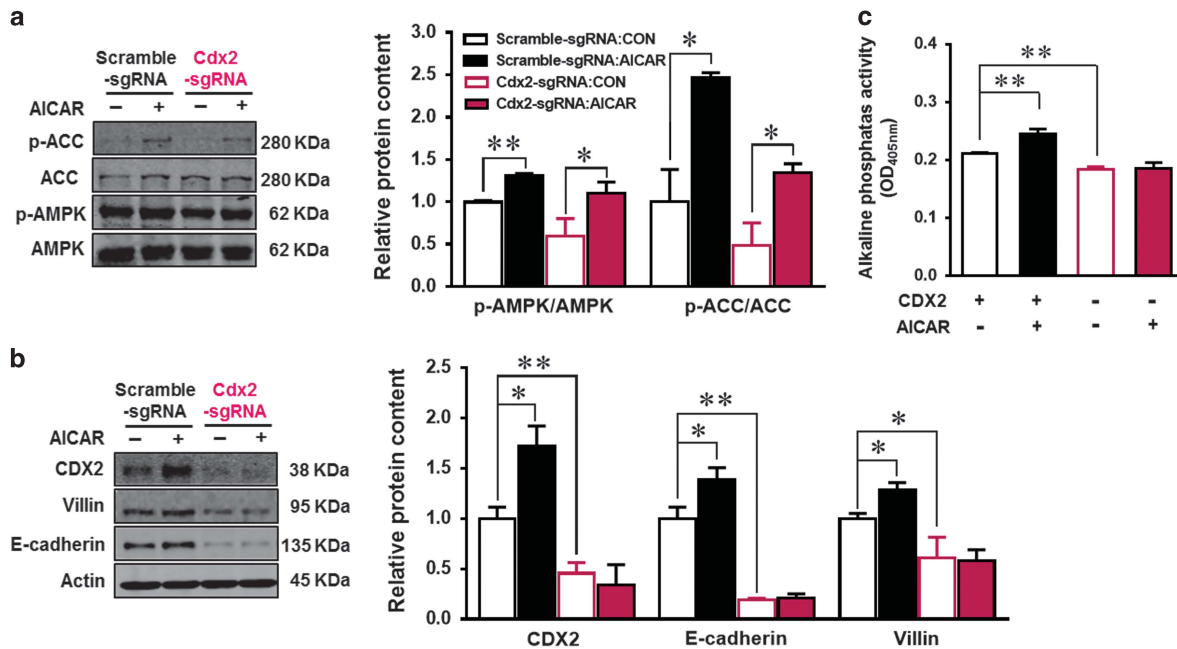 a
Scramble
-sgRNA
Cdx2
-sgRNA
AICAR − + − +
p-ACC 280 KDa
ACC 280 KDa
p-AMPK 62 KDa
AMPK 62 KDa
Relative protein content
3.0
2.5
2.0
1.5
1.0
0.5
0.0
Scramble-sgRNA:CON
Scramble-sgRNA:AICAR
Cdx2-sgRNA:CON
Cdx2-sgRNA:AICAR
** * * *
p-AMPK/AMPK p-ACC/ACC
c
Alkaline phosphatas activity
(OD405nm)
0.4
0.3
0.2
0.1
0.0
**
**
CDX2 + + - -
AICAR - + - +
b
Scramble
-sgRNA
Cdx2
-sgRNA
AICAR − + − +
CDX2 38 KDa
Villin 95 KDa
E-cadherin 135 KDa
Actin 45 KDa
Relative protein content
2.5
2.0
1.5
1.0
0.5
0.0
** ** *
* * *
CDX2 E-cadherin Villin